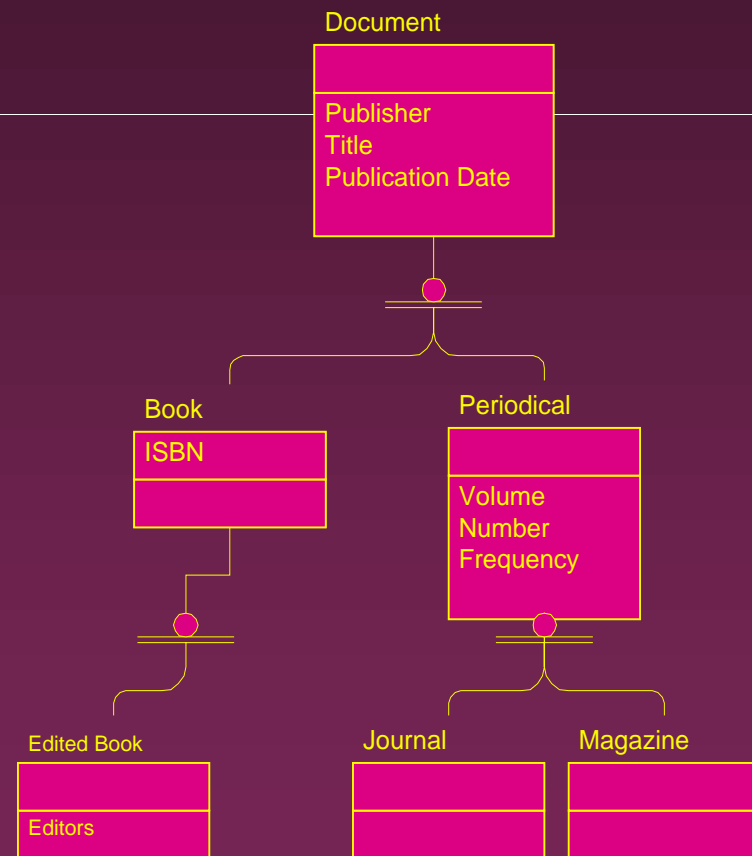 Document
Publisher
Title
Publication Date
Book
ISBN
Periodical
Volume
Number
Frequency
Edited Book
Editors
Journal
Magazine